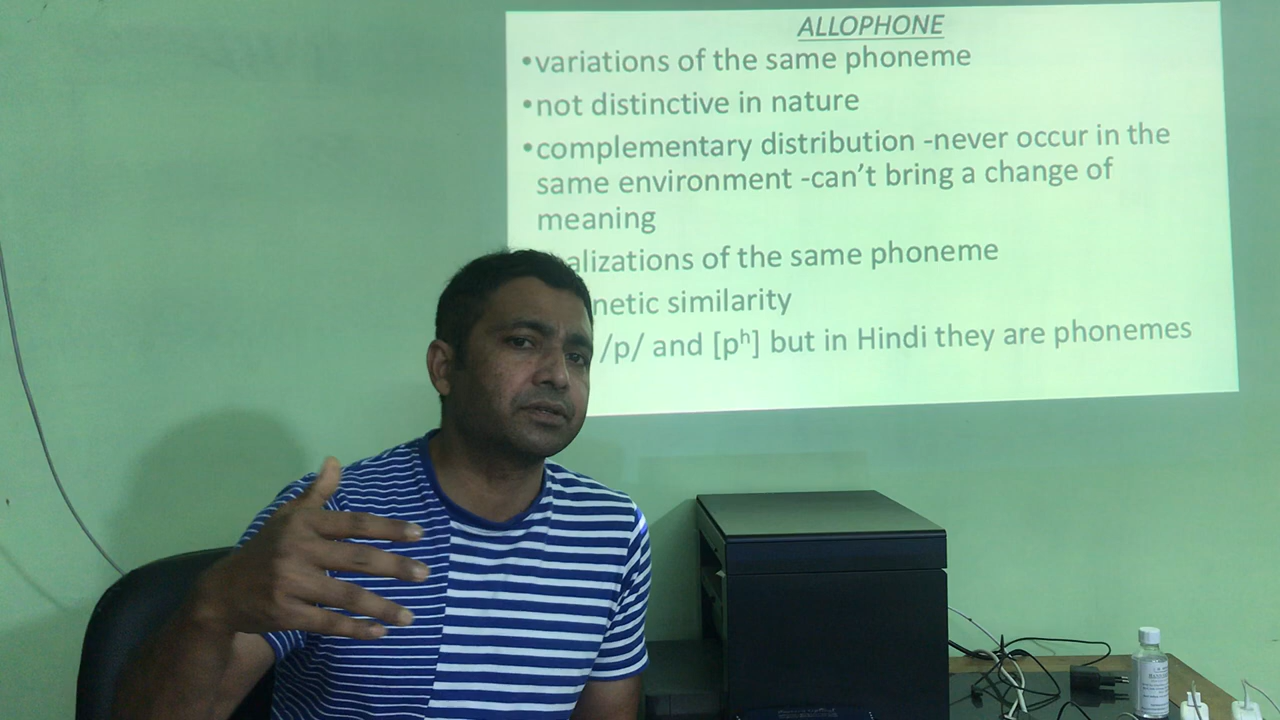 ALLOPHONE
•variations of the same phoneme
•not distinctive in nature
•complementary distribution -never occur in the
same environment -can't bring a change of
meaning
alizations of the same phoneme
netic similarity
/p/ and [pʰ] but in Hindi they are phonemes